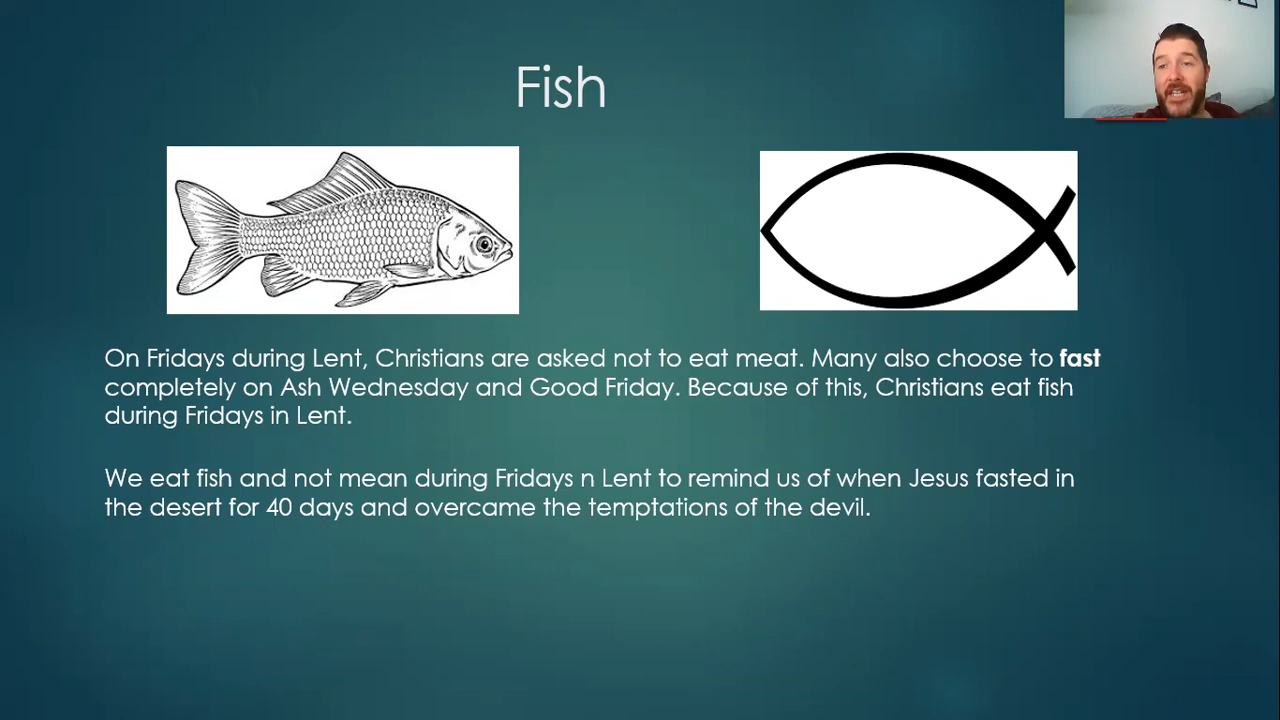 Fish
On Fridays during Lent, Christians are asked not to eat meat. Many also choose to fast
completely on Ash Wednesday and Good Friday. Because of this, Christians eat fish
during Fridays in Lent.
We eat fish and not mean during Fridays n Lent to remind us of when Jesus fasted in
the desert for 40 days and overcame the temptations of the devil.